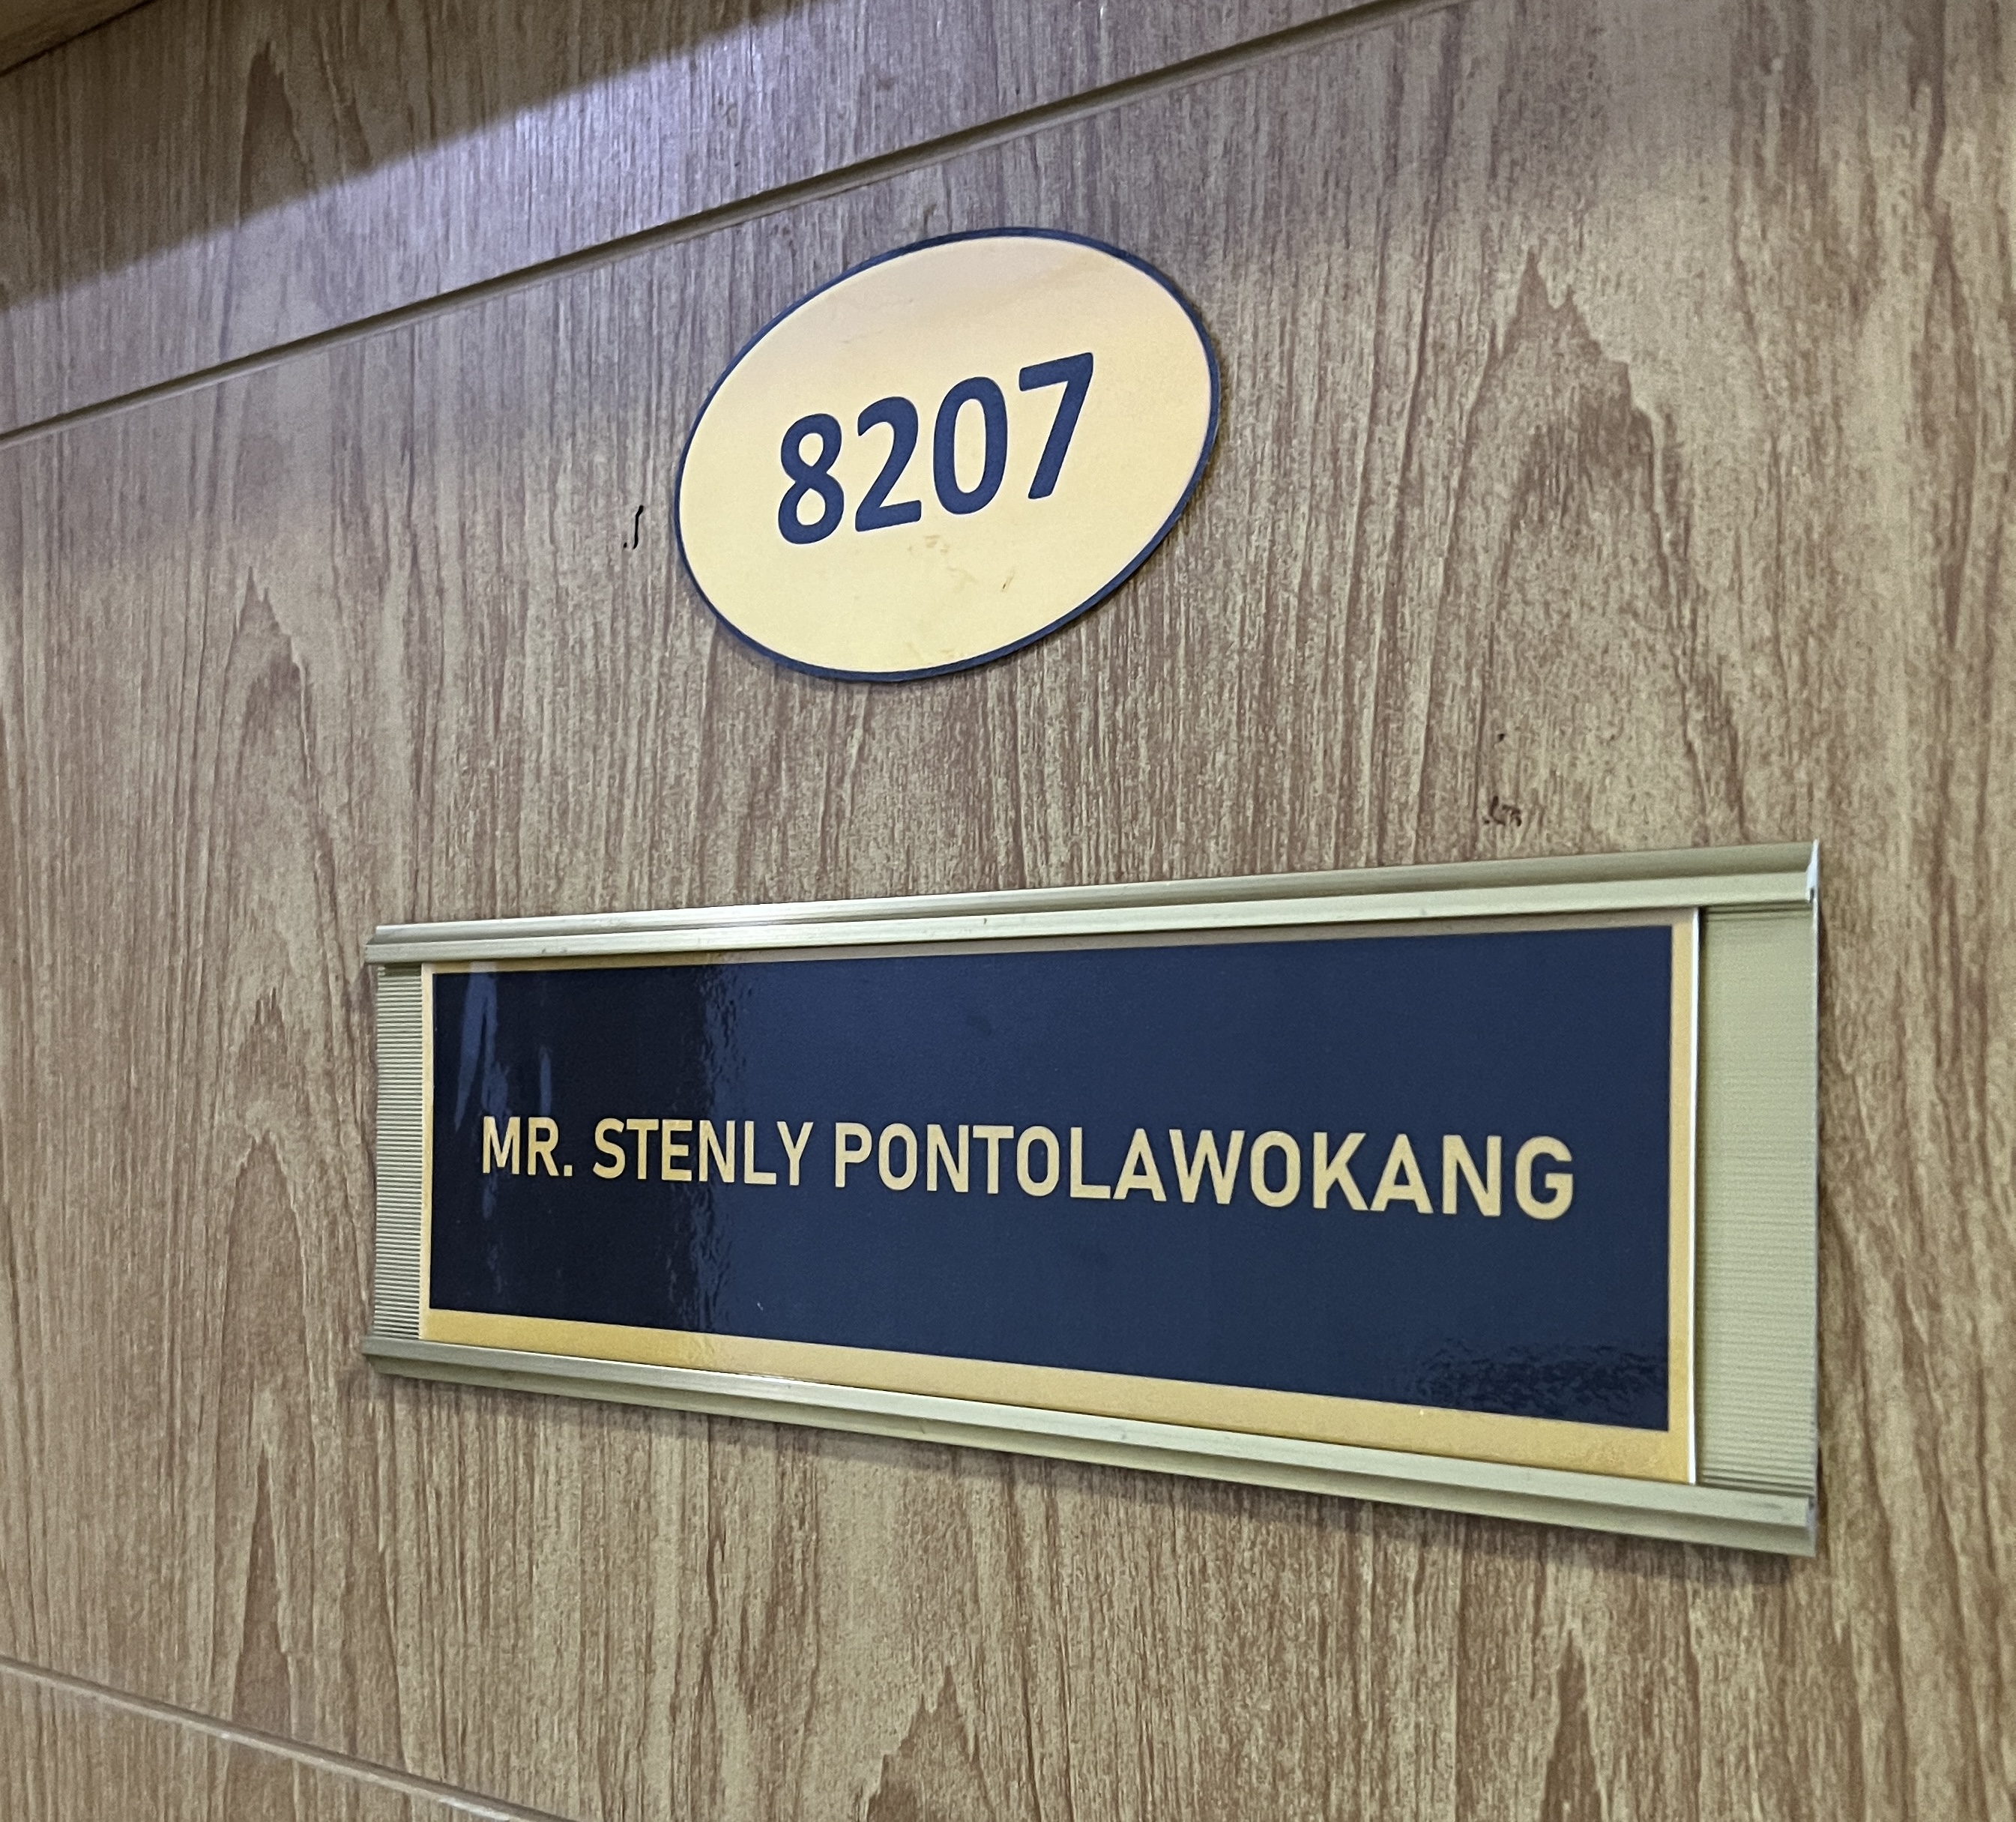 8207
MR. STENLY PONTOLAWOKANG